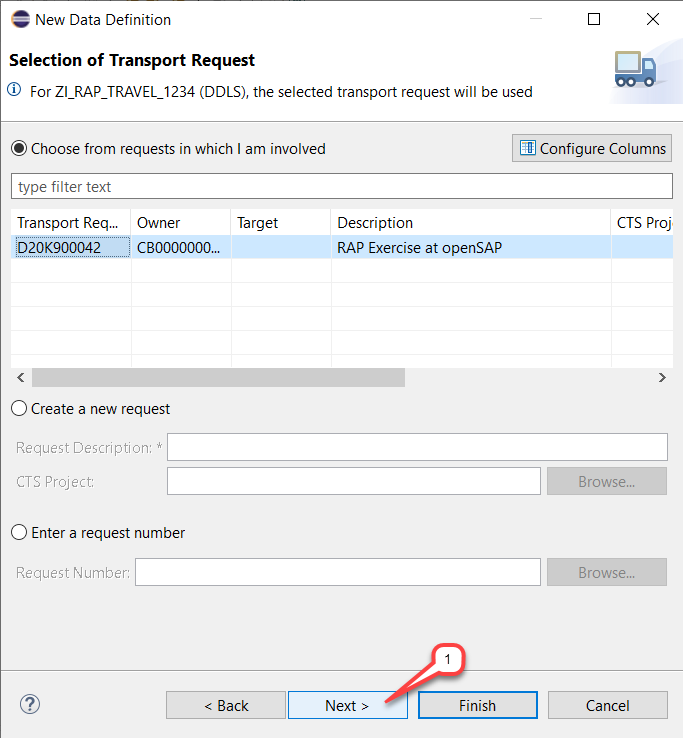 New Data Definition
Selection of Transport Request
For ZI_RAP_TRAVEL_1234 (DDLS), the selected transport request will be used
Choose from requests in which I am involved
Configure Columns
type filter text
Transport Req... Owner Target Description CTS Proj
D20K900042 CB0000000... RAP Exercise at openSAP
Create a new request
Request Description: *
CTS Project:
Browse...
Enter a request number
Request Number:
Browse...
1
? < Back Next > Finish Cancel